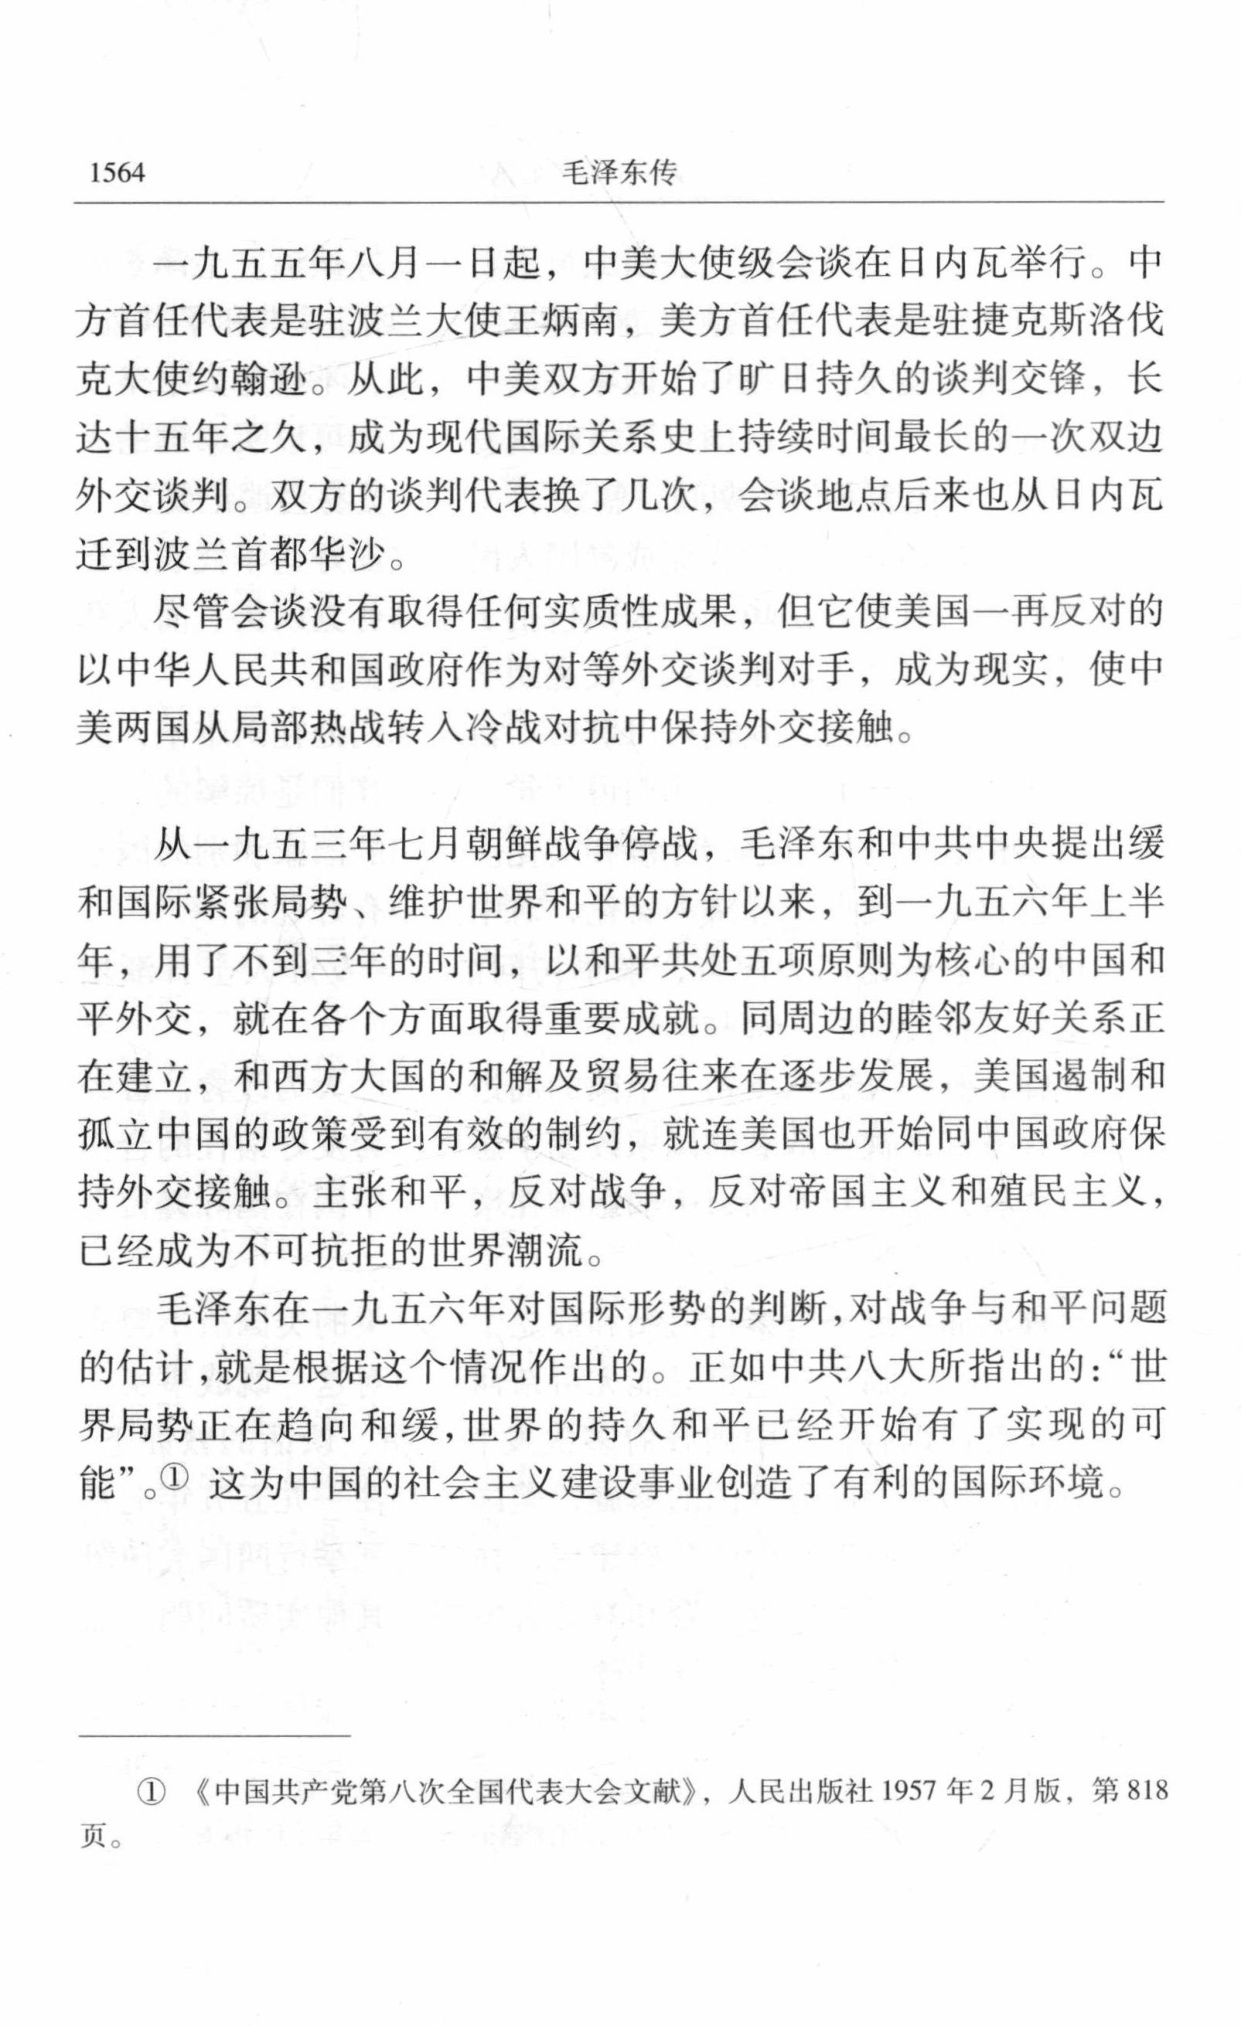 1564
毛泽东传
一九五五年八月一日起，中美大使级会谈在日内瓦举行。中
方首任代表是驻波兰大使王炳南，美方首任代表是驻捷克斯洛伐
克大使约翰逊。从此，中美双方开始了旷日持久的谈判交锋，长
达十五年之久，成为现代国际关系史上持续时间最长的一次双边
外交谈判。双方的谈判代表换了几次，会谈地点后来也从日内瓦
迁到波兰首都华沙。
尽管会谈没有取得任何实质性成果，但它使美国一再反对的
以中华人民共和国政府作为对等外交谈判对手，成为现实，使中
美两国从局部热战转入冷战对抗中保持外交接触。
从一九五三年七月朝鲜战争停战，毛泽东和中共中央提出缓
和国际紧张局势、维护世界和平的方针以来，到一九五六年上半
年，用了不到三年的时间，以和平共处五项原则为核心的中国和
平外交，就在各个方面取得重要成就。同周边的睦邻友好关系正
在建立，和西方大国的和解及贸易往来在逐步发展，美国遏制和
孤立中国的政策受到有效的制约，就连美国也开始同中国政府保
持外交接触。主张和平，反对战争，反对帝国主义和殖民主义，
已经成为不可抗拒的世界潮流。
毛泽东在一九五六年对国际形势的判断，对战争与和平问题
的估计，就是根据这个情况作出的。正如中共八大所指出的：“世
界局势正在趋向和缓，世界的持久和平已经开始有了实现的可
能”。① 这为中国的社会主义建设事业创造了有利的国际环境。
① 《中国共产党第八次全国代表大会文献》，人民出版社 1957 年 2 月版，第 818
页。